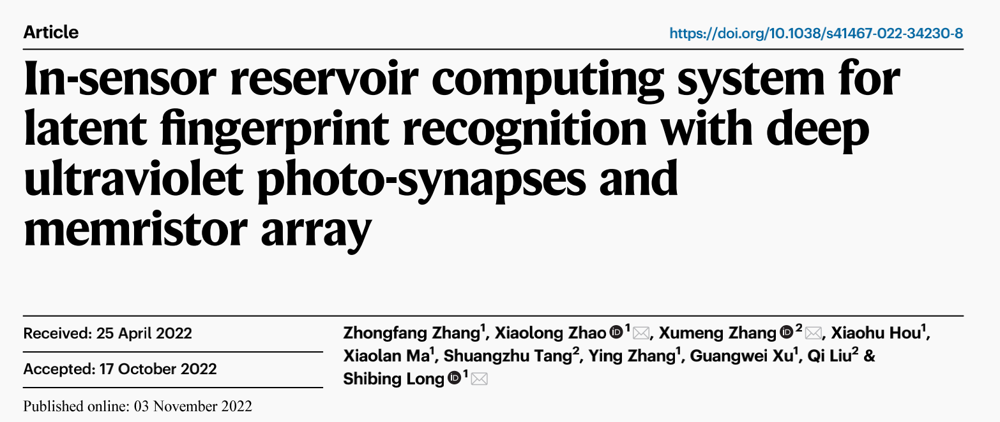 Article
https://doi.org/10.1038/s41467-022-34230-8
In-sensor reservoir computing system for
latent fingerprint recognition with deep
ultraviolet photo-synapses and
memristor array
Received: 25 April 2022
Accepted: 17 October 2022
Published online: 03 November 2022
Zhongfang Zhang¹, Xiaolong Zhao iD ¹, Xumeng Zhang iD ², Xiaohu Hou¹,
Xiaolan Ma¹, Shuangzhu Tang², Ying Zhang¹, Guangwei Xu¹, Qi Liu² &
Shibing Long iD ¹